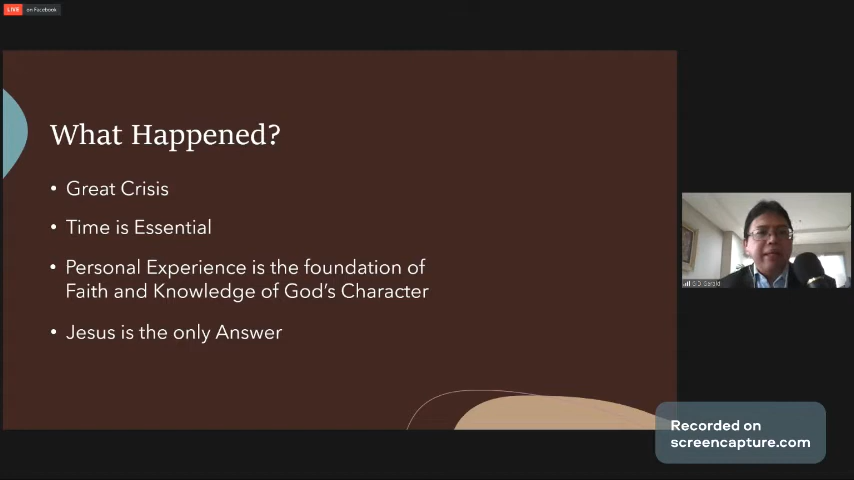 LIVE on Facebook
What Happened?
• Great Crisis
• Time is Essential
• Personal Experience is the foundation of
Faith and Knowledge of God's Character
• Jesus is the only Answer
Recorded on
screencapture.com